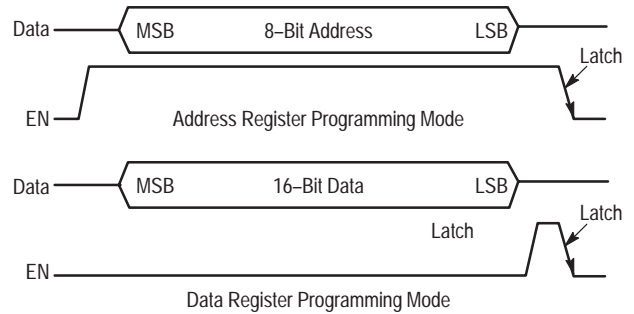 Data MSB 8–Bit Address LSB
Latch
EN Address Register Programming Mode
Data MSB 16–Bit Data LSB
Latch Latch
EN
Data Register Programming Mode